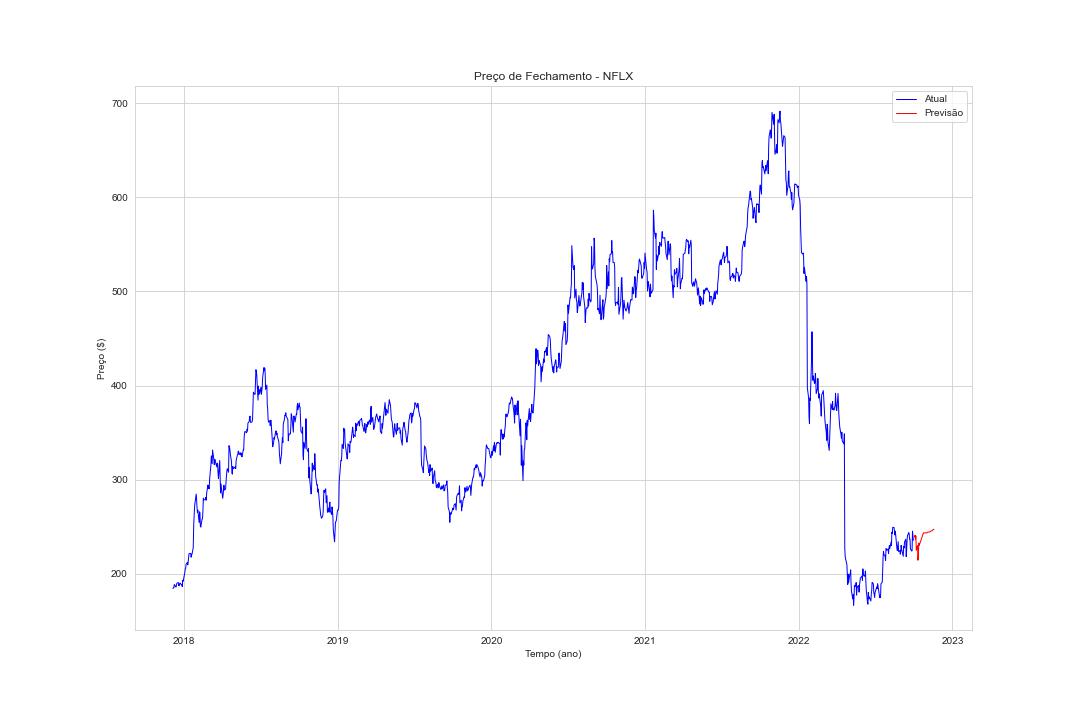 Preço de Fechamento - NFLX
Atual
Previsão
700
600
500
400
300
200
Preço ($)
2018 2019 2020 2021 2022 2023
Tempo (ano)